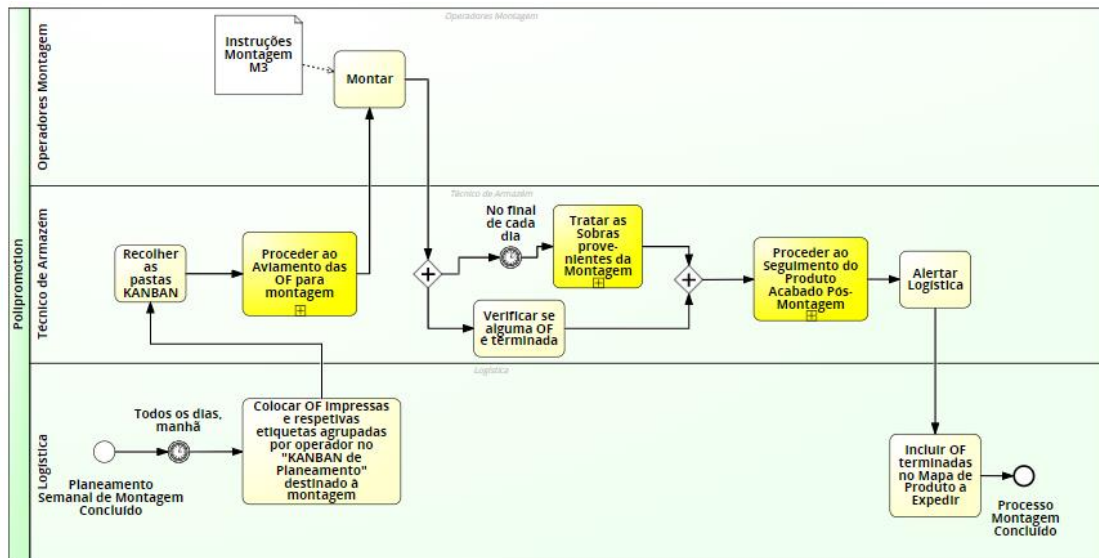 Polipromotion
Operadores Montagem
Operadores Montagem
Instruções
Montagem
M3
Montar
Técnico de Armazém
Técnico de Armazém
Recolher
as
pastas
KANBAN
Proceder ao
Aviamento das
OF para
montagem
No final
de cada
dia
Tratar as
Sobras
prove-
nientes da
Montagem
Verificar se
alguma OF
é terminada
Proceder ao
Seguimento do
Produto
Acabado Pós-
Montagem
Alertar
Logística
Logística
Logística
Planeamento
Semanal de Montagem
Concluído
Todos os dias,
manhã
Colocar OF impressas
e respetivas
etiquetas agrupadas
por operador no
"KANBAN de
Planeamento"
destinado à
montagem
Incluir OF
terminadas
no Mapa de
Produto a
Expedir
Processo
Montagem
Concluído